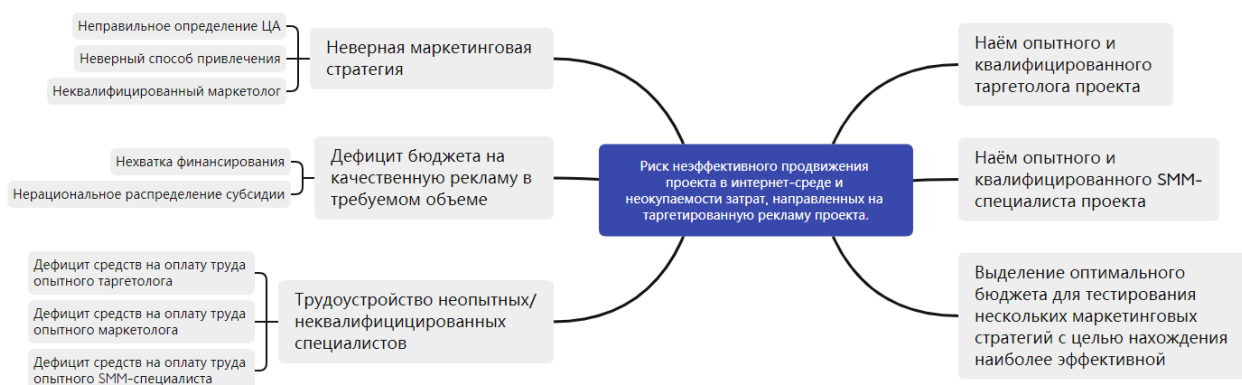 Неправильное определение ЦА
Неверный способ привлечения
Неквалифицированный маркетолог
Неверная маркетинговая
стратегия
Нехватка финансирования
Нерациональное распределение субсидии
Дефицит бюджета на
качественную рекламу в
требуемом объеме
Дефицит средств на оплату труда
опытного таргетолога
Дефицит средств на оплату труда
опытного маркетолога
Дефицит средств на оплату труда
опытного SMM-специалиста
Трудоустройство неопытных/
неквалифицицированных
специалистов
Риск неэффективного продвижения
проекта в интернет-среде и
неокупаемости затрат, направленных на
таргетированную рекламу проекта.
Наём опытного и
квалифицированного
таргетолога проекта
Наём опытного и
квалифицированного SMM-
специалиста проекта
Выделение оптимального
бюджета для тестирования
нескольких маркетинговых
стратегий с целью нахождения
наиболее эффективной